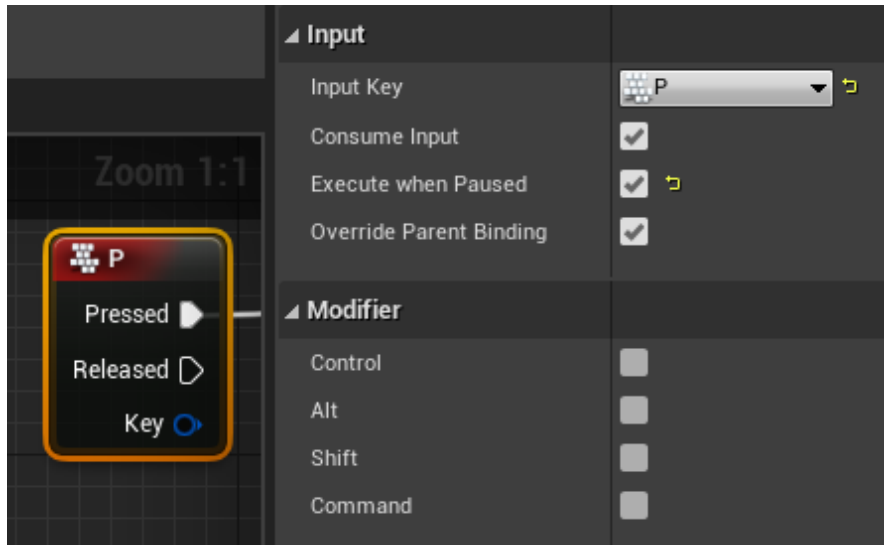 Input
Input Key
P
Consume Input
Execute when Paused
Override Parent Binding
Zoom 1:1
P
Pressed
Released
Key
Modifier
Control
Alt
Shift
Command